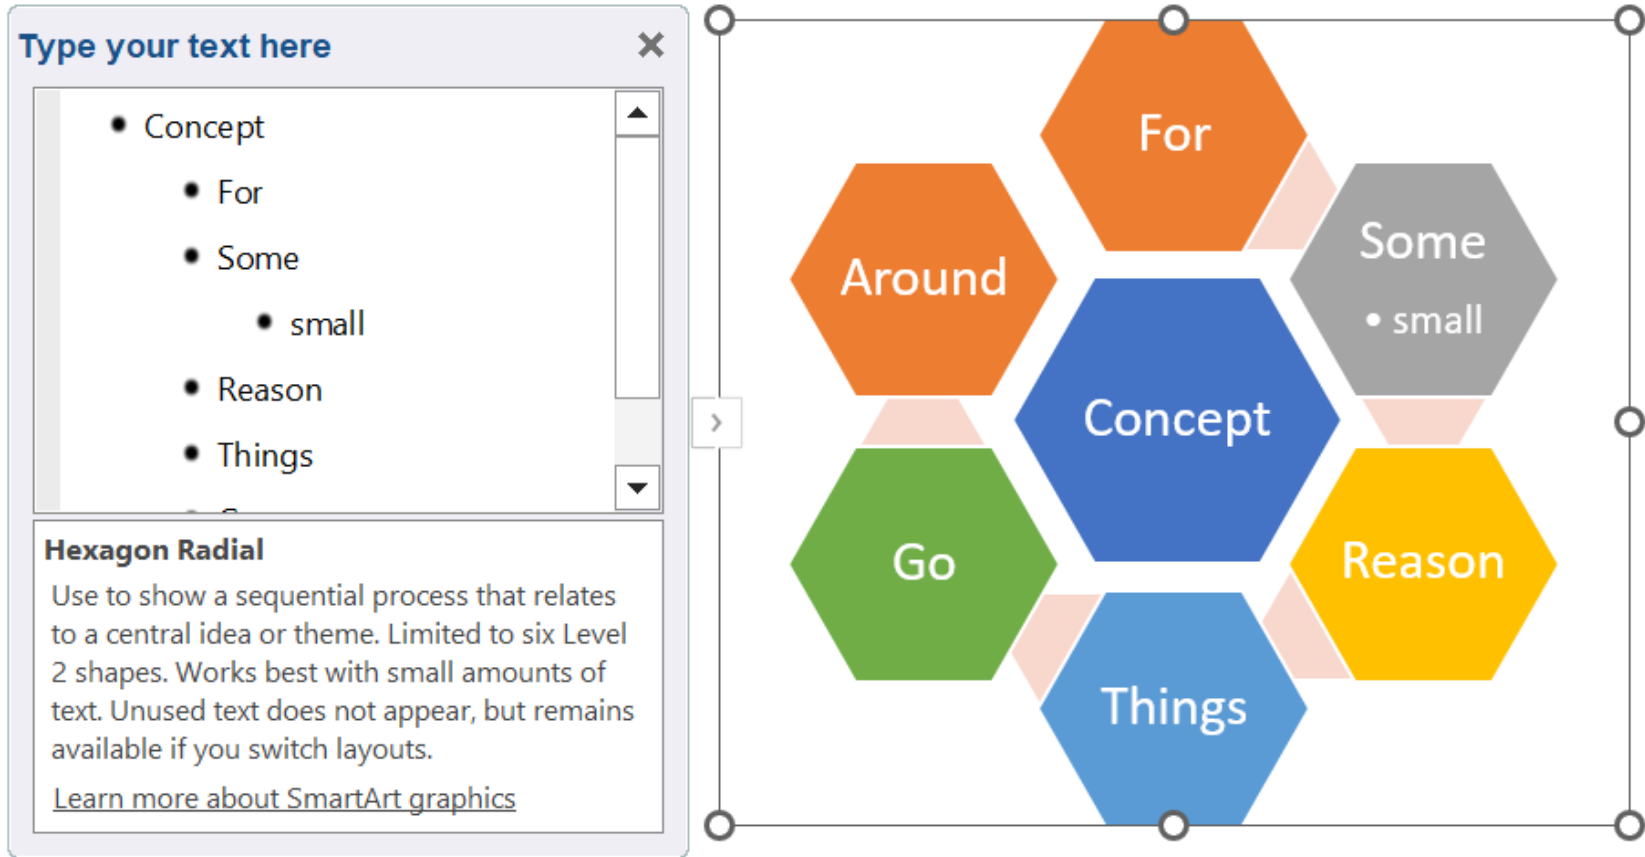 Type your text here
• Concept
• For
• Some
• small
• Reason
• Things
Hexagon Radial
Use to show a sequential process that relates
to a central idea or theme. Limited to six Level
2 shapes. Works best with small amounts of
text. Unused text does not appear, but remains
available if you switch layouts.
Learn more about SmartArt graphics
For
Around
Some
• small
Concept
Go
Reason
Things